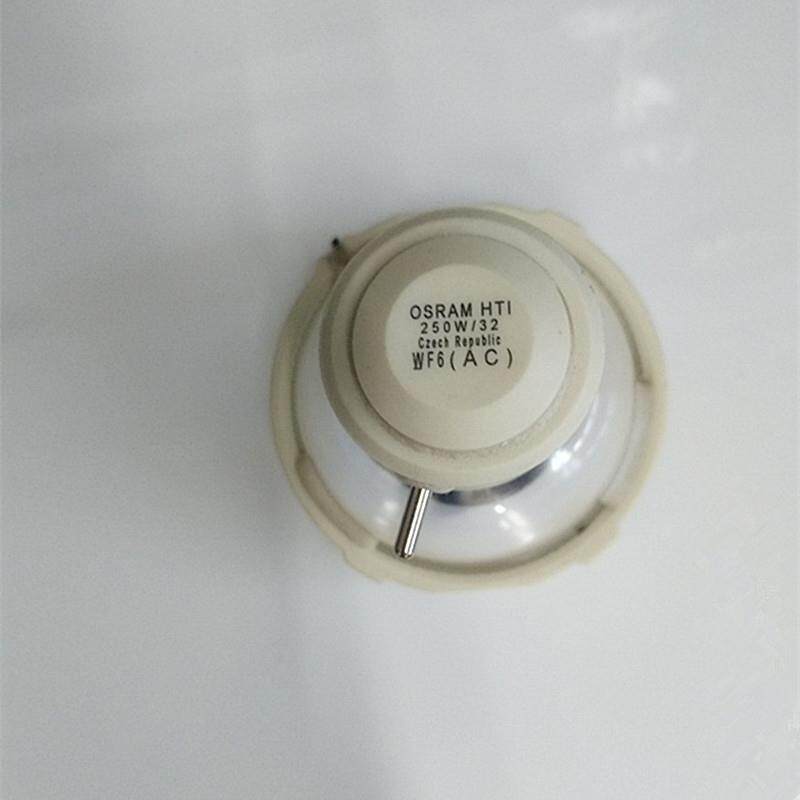 OSRAM HTI
250W/32
Czech Republic
WF6(AC)